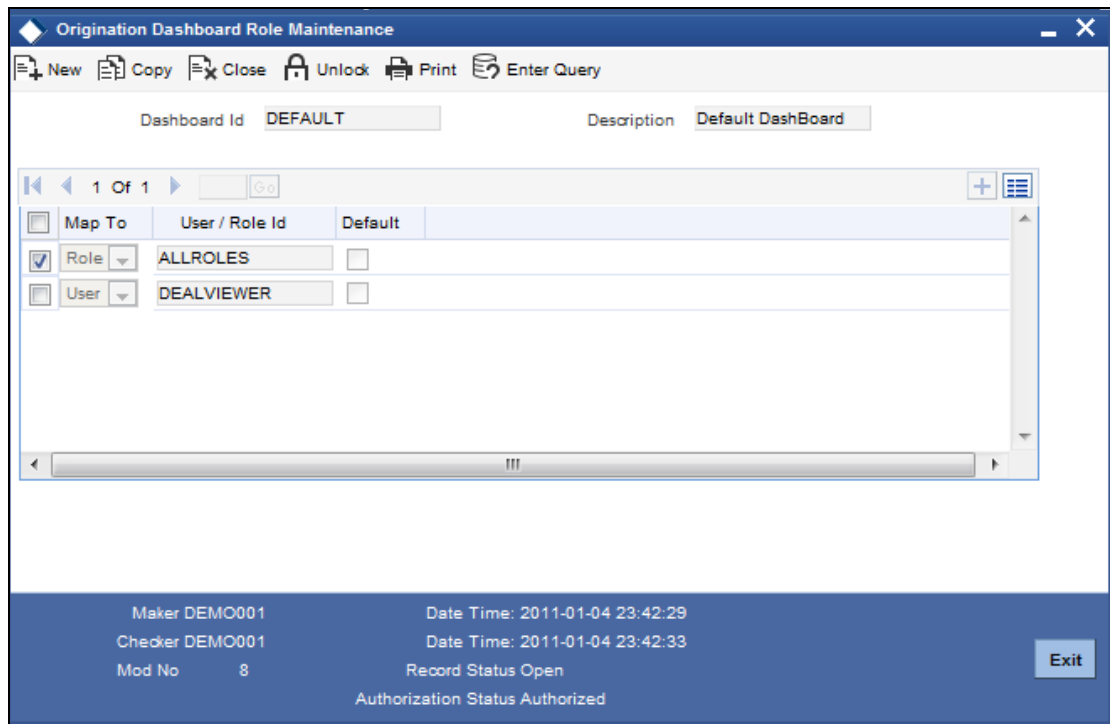 Origination Dashboard Role Maintenance
New Copy Close Unlock Print Enter Query
Dashboard Id DEFAULT Description Default DashBoard
1 Of 1 Go
Map To User / Role Id Default
Role ALLROLES
User DEALVIEWER
Maker DEMO001 Date Time: 2011-01-04 23:42:29
Checker DEMO001 Date Time: 2011-01-04 23:42:33
Mod No 8 Record Status Open
Exit
Authorization Status Authorized